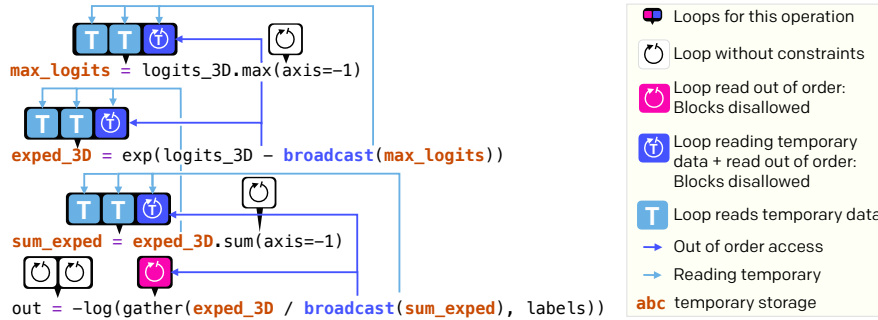 T T T
max_logits = logits_3D.max(axis=-1)
T T T
exped_3D = exp(logits_3D - broadcast(max_logits))
T T T
sum_exped = exped_3D.sum(axis=-1)
out = -log(gather(exped_3D / broadcast(sum_exped), labels))
Loops for this operation
Loop without constraints
Loop read out of order:
Blocks disallowed
T Loop reading temporary
data + read out of order:
Blocks disallowed
T Loop reads temporary data
Out of order access
Reading temporary
abc temporary storage